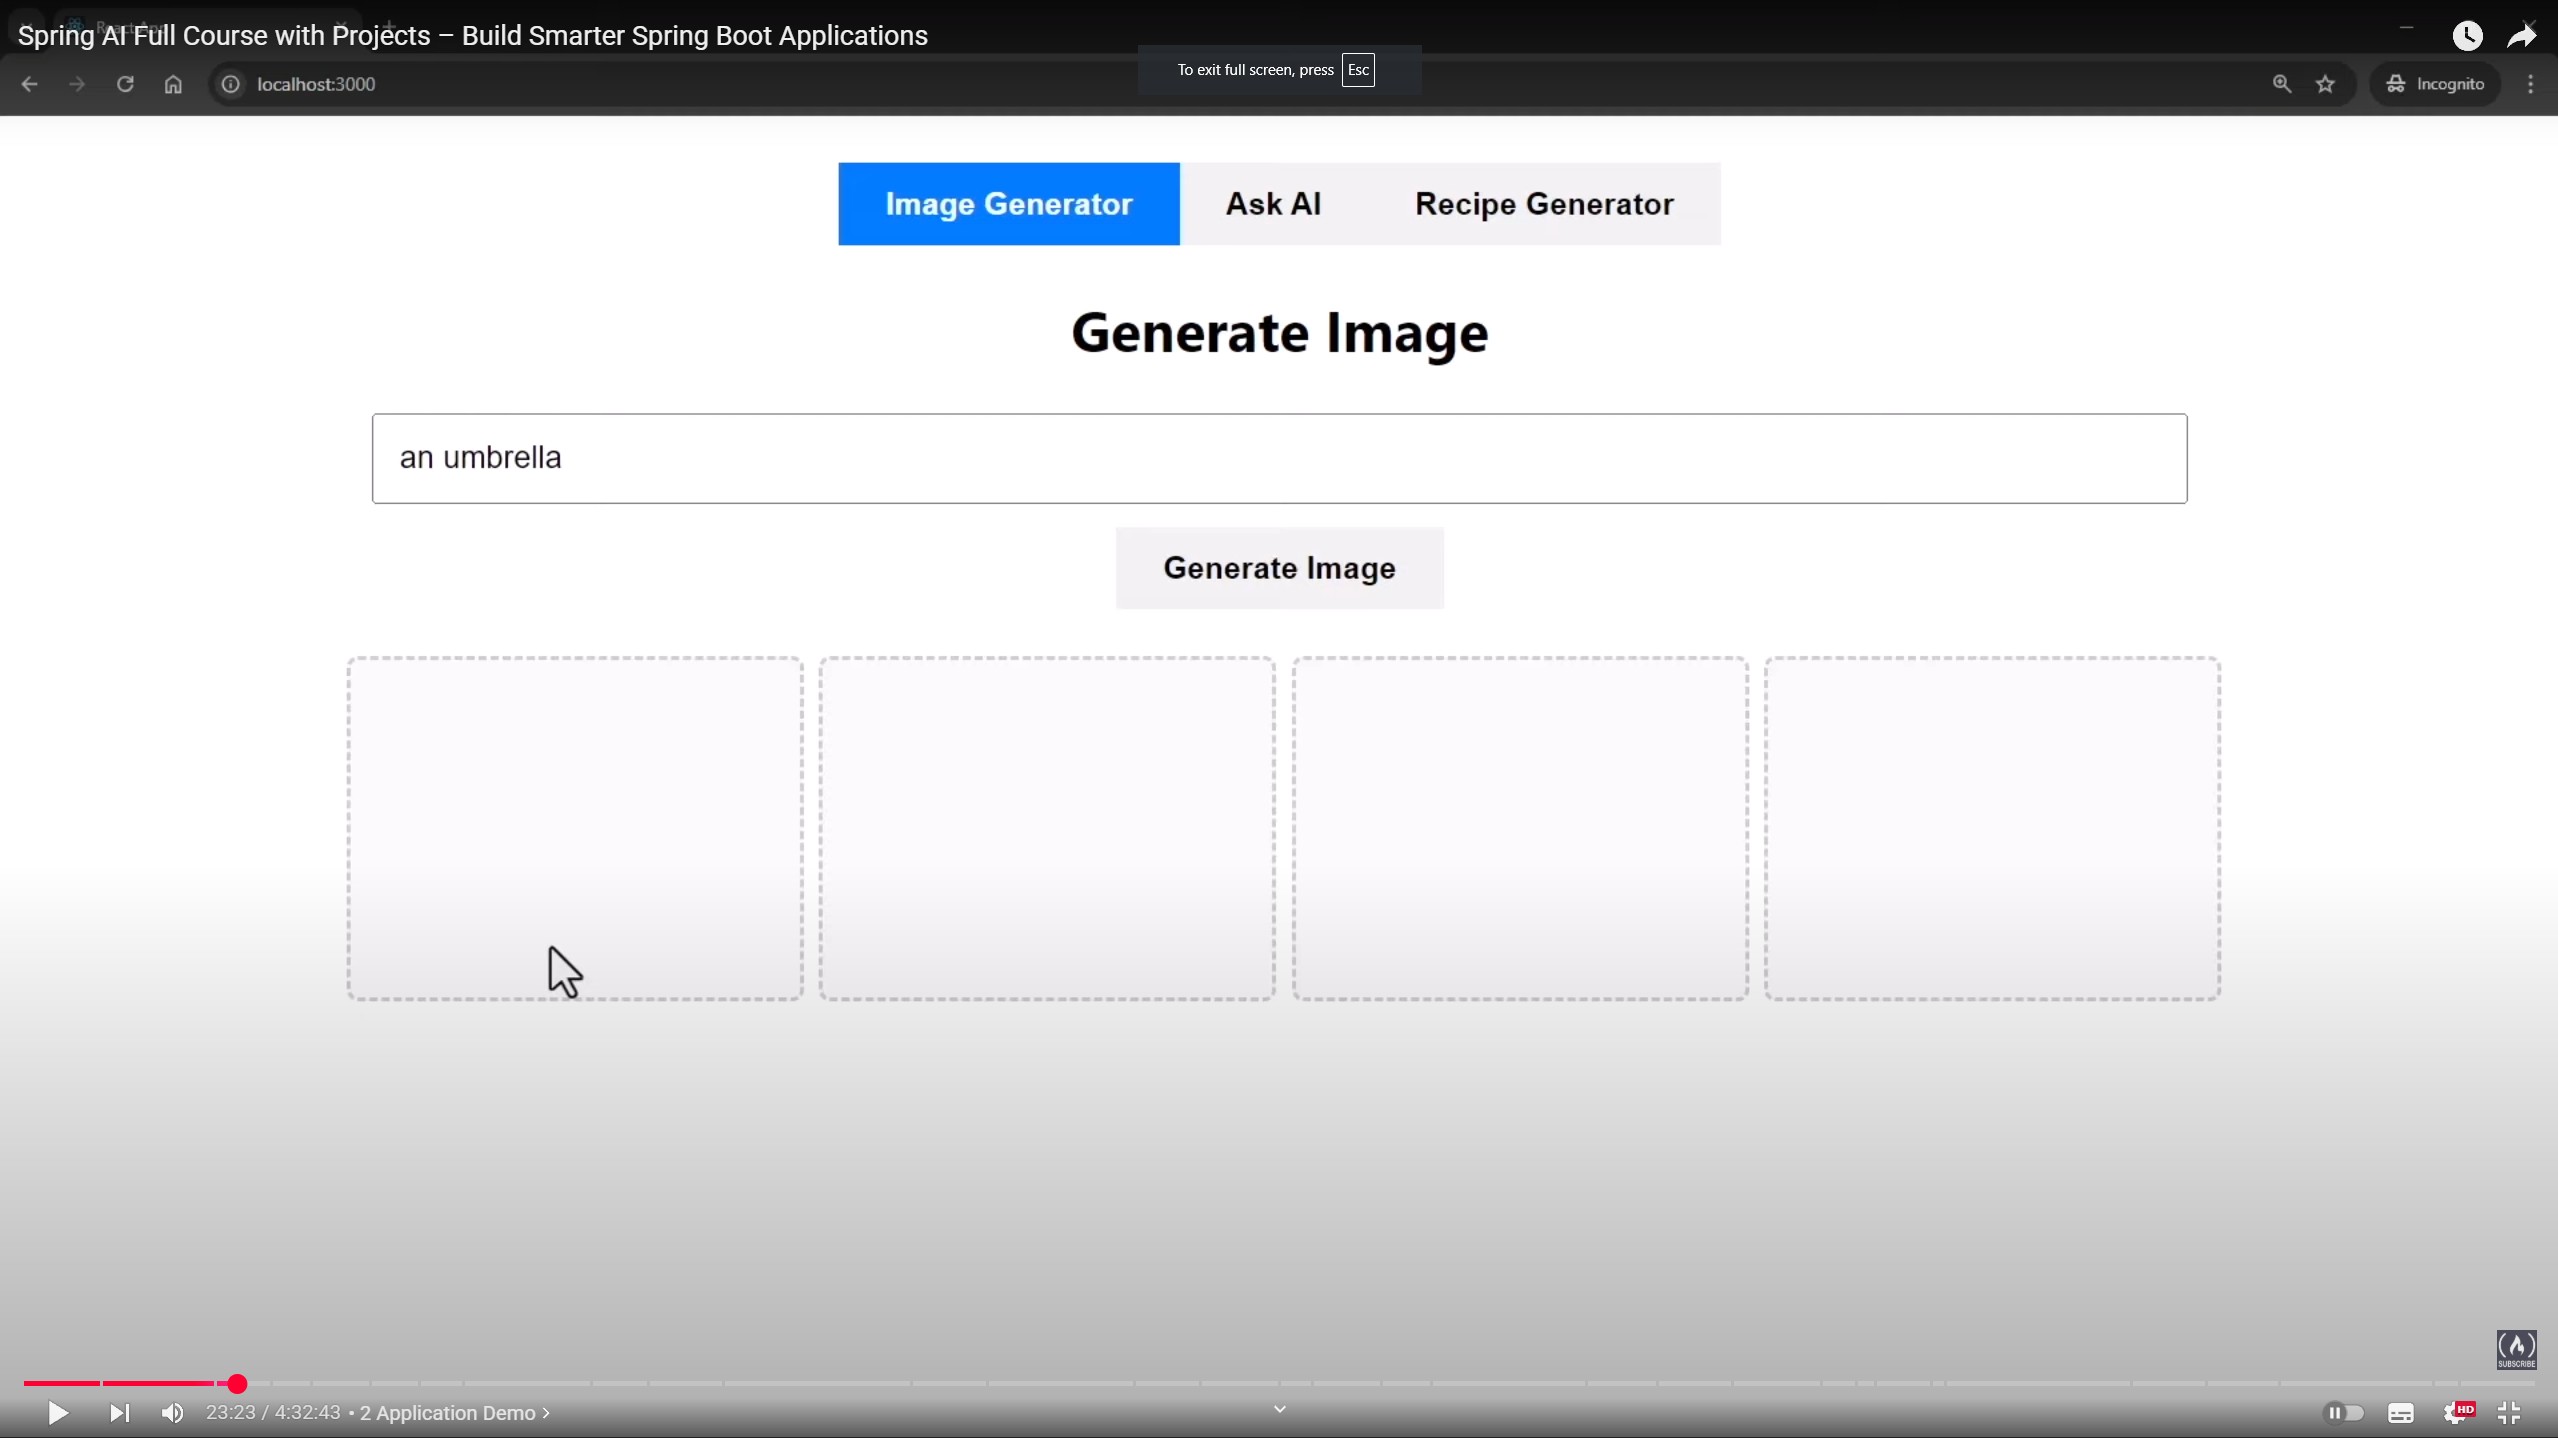 Spring AI Full Course with Projects – Build Smarter Spring Boot Applications
To exit full screen, press Esc
localhost:3000
Incognito
Image Generator
Ask AI
Recipe Generator
Generate Image
an umbrella
Generate Image
SUBSCRIBE
23:23 / 4:32:43 • 2 Application Demo >
HD